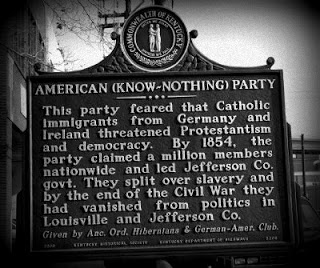 COMMONWEALTH OF KENTUCKY
AMERICAN (KNOW-NOTHING) PARTY
This party feared that Catholic
immigrants from Germany and
Ireland threatened Protestantism
and democracy. By 1854, the
party claimed a million members
nationwide and led Jefferson Co.
govt. They split over slavery and
by the end of the Civil War they
had vanished from politics in
Louisville and Jefferson Co.
Given by Anc. Ord. Hibernians & German-Amer. Club.
KENTUCKY HISTORICAL SOCIETY KENTUCKY DEPARTMENT OF HIGHWAYS